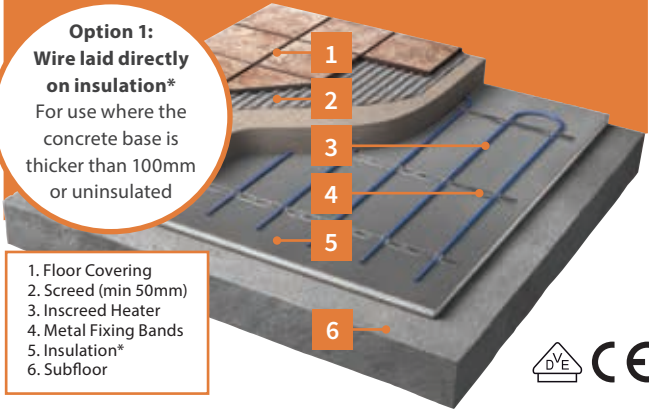 Option 1:
Wire laid directly
on insulation*
For use where the
concrete base is
thicker than 100mm
or uninsulated
1
2
3
4
5
6
1. Floor Covering
2. Screed (min 50mm)
3. Inscreed Heater
4. Metal Fixing Bands
5. Insulation*
6. Subfloor
DVE
CE